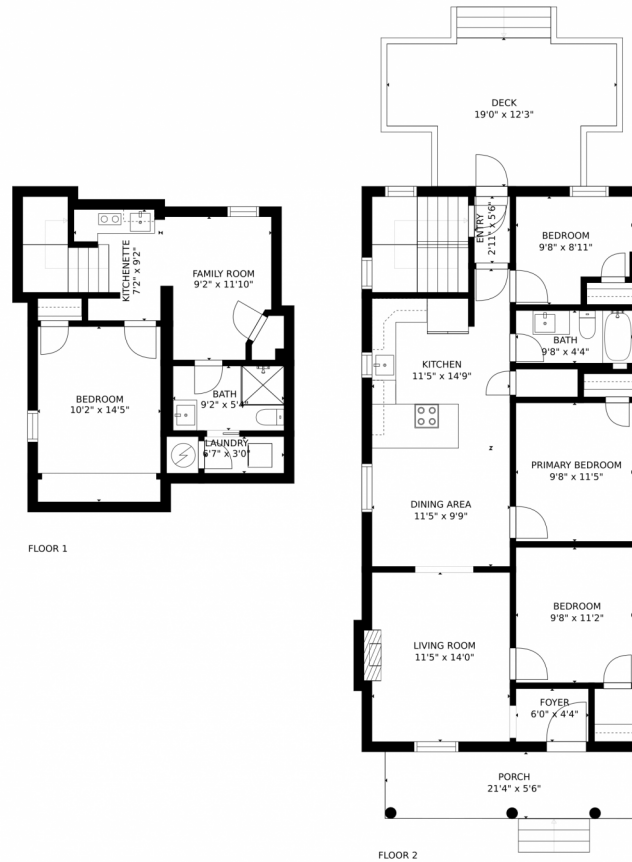 DECK
19'0" x 12'3"
ENTRY
2'11" x 5'6"
BEDROOM
9'8" x 8'11"
KITCHENETTE
7'2" x 9'2"
FAMILY ROOM
9'2" x 11'10"
BATH
9'8" x 4'4"
KITCHEN
11'5" x 14'9"
BEDROOM
10'2" x 14'5"
BATH
9'2" x 5'4"
LAUNDRY
6'7" x 3'0"
PRIMARY BEDROOM
9'8" x 11'5"
DINING AREA
11'5" x 9'9"
FLOOR 1
BEDROOM
9'8" x 11'2"
LIVING ROOM
11'5" x 14'0"
FOYER
6'0" x 4'4"
PORCH
21'4" x 5'6"
FLOOR 2